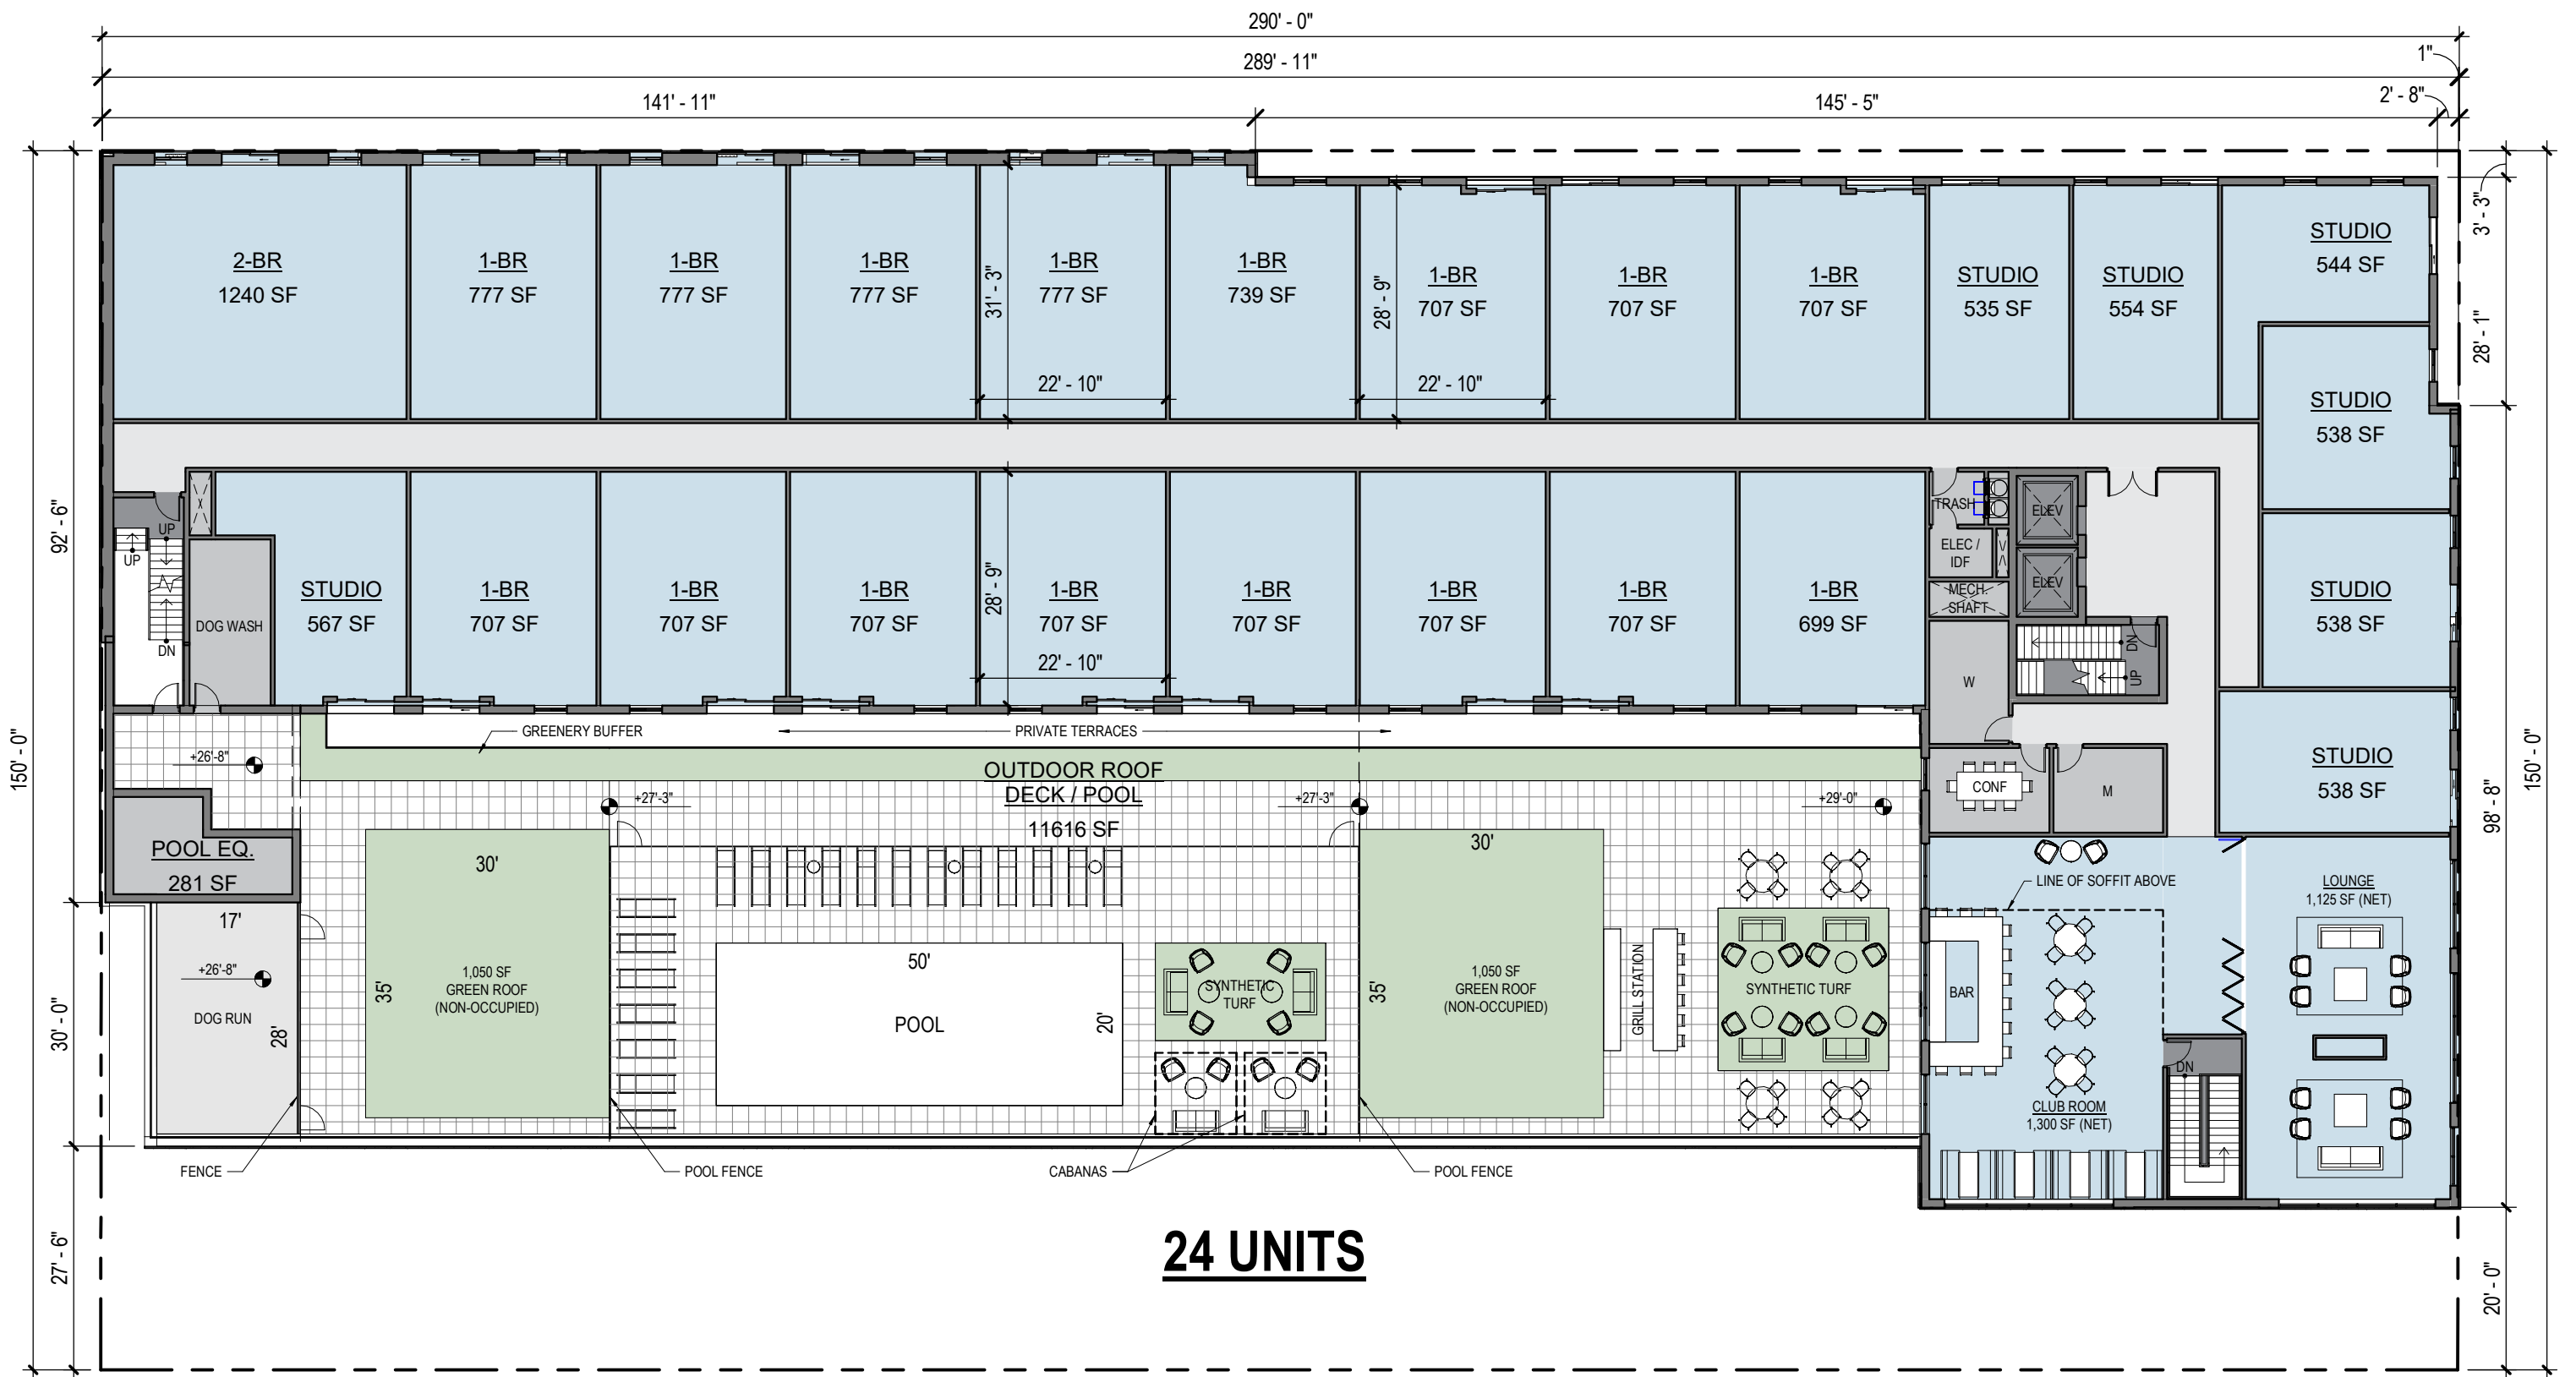 290' - 0"
289' - 11"
1"
141' - 11"
145' - 5"
2' - 8"
2-BR
1240 SF
1-BR
777 SF
1-BR
777 SF
1-BR
777 SF
1-BR
777 SF
31' - 3"
22' - 10"
1-BR
739 SF
1-BR
707 SF
28' - 9"
22' - 10"
1-BR
707 SF
1-BR
707 SF
STUDIO
535 SF
STUDIO
554 SF
STUDIO
544 SF
STUDIO
538 SF
STUDIO
538 SF
STUDIO
538 SF
3' - 3"
28' - 1"
98' - 8"
20' - 0"
150' - 0"
150' - 0"
92' - 6"
30' - 0"
27' - 6"
UP
UP
DN
DOG WASH
STUDIO
567 SF
1-BR
707 SF
1-BR
707 SF
1-BR
707 SF
1-BR
707 SF
28' - 9"
22' - 10"
1-BR
707 SF
1-BR
707 SF
1-BR
707 SF
1-BR
699 SF
TRASH
ELEC /
IDF
MECH.
SHAFT
ELEV
ELEV
DN
UP
W
CONF
M
GREENERY BUFFER
PRIVATE TERRACES
+26'-8"
OUTDOOR ROOF
DECK / POOL
11616 SF
+27'-3"
+27'-3"
+29'-0"
POOL EQ.
281 SF
17'
+26'-8"
DOG RUN
28'
30'
35'
1,050 SF
GREEN ROOF
(NON-OCCUPIED)
50'
POOL
20'
SYNTHETIC
TURF
30'
35'
1,050 SF
GREEN ROOF
(NON-OCCUPIED)
GRILL STATION
SYNTHETIC TURF
LINE OF SOFFIT ABOVE
BAR
LOUNGE
1,125 SF (NET)
DN
CLUB ROOM
1,300 SF (NET)
FENCE
POOL FENCE
CABANAS
POOL FENCE
24 UNITS